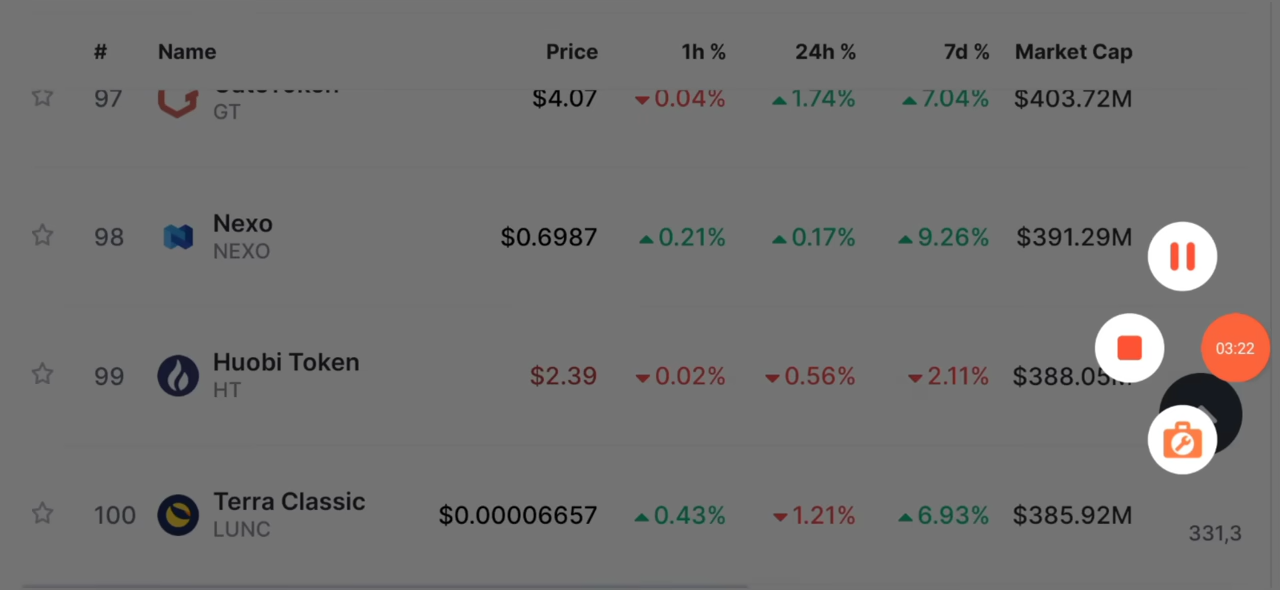 # Name Price 1h % 24h % 7d % Market Cap
97 $4.07 0.04% 1.74% 7.04% $403.72M
GT
98 Nexo $0.6987 0.21% 0.17% 9.26% $391.29M
NEXO
03:22
99 Huobi Token $2.39 0.02% 0.56% 2.11% $388.05M
HT
100 Terra Classic $0.00006657 0.43% 1.21% 6.93% $385.92M
LUNC
331,3